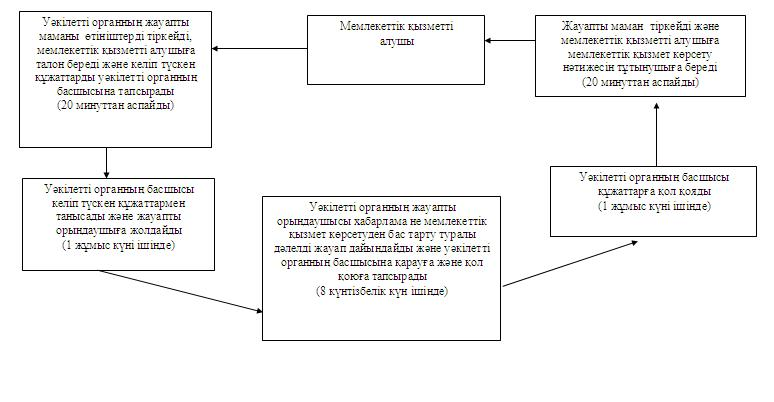 Уәкілетті органның жауапты
маманы  өтініштерді тіркейді,
мемлекеттік қызметті алушыға
талон береді және келіп түскен
құжаттарды уәкілетті органның
басшысына тапсырады
(20 минуттан аспайды)
Мемлекеттік қызметті
алушы
Жауапты маман  тіркейді және
мемлекеттік қызметті алушыға
мемлекеттік қызмет көрсету
нәтижесін тұтынушыға береді
(20 минуттан аспайды)
Уәкілетті органның басшысы
келіп түскен құжаттармен
танысады және жауапты
орындаушыға жолдайды
(1 жұмыс күні ішінде)
Уәкілетті органның жауапты
орындаушысы хабарлама не мемлекеттік
қызмет көрсетуден бас тарту туралы
дәлелді жауап дайындайды және уәкілетті
органның басшысына қарауға және қол
қоюға тапсырады
(8 күнтізбелік күн ішінде)
Уәкілетті органның басшысы
құжаттарға қол қояды
(1 жұмыс күні ішінде)